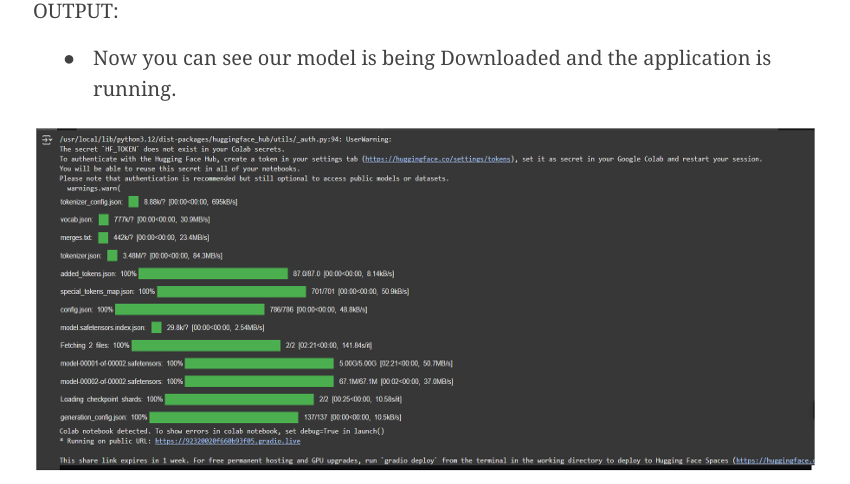 OUTPUT:
● Now you can see our model is being Downloaded and the application is
running.
/usr/local/lib/python3.12/dist-packages/huggingface_hub/utils/_auth.py:94: UserWarning:
The secret `HF_TOKEN` does not exist in your Colab secrets.
To authenticate with the Hugging Face Hub, create a token in your settings tab (https://huggingface.co/settings/tokens), set it as secret in your Google Colab and restart your session.
You will be able to reuse this secret in all of your notebooks.
Please note that authentication is recommended but still optional to access public models or datasets.
warnings.warn(
tokenizer_config.json: 8.88k/? [00:00<00:00, 695kB/s]
vocab.json: 777k/? [00:00<00:00, 30.9MB/s]
merges.txt: 442k/? [00:00<00:00, 23.4MB/s]
tokenizer.json: 3.48M/? [00:00<00:00, 84.3MB/s]
added_tokens.json: 100% 87.0/87.0 [00:00<00:00, 8.14kB/s]
special_tokens_map.json: 100% 701/701 [00:00<00:00, 50.9kB/s]
config.json: 100% 786/786 [00:00<00:00, 48.8kB/s]
model.safetensors.index.json: 29.8k/? [00:00<00:00, 2.54MB/s]
Fetching 2 files: 100% 2/2 [02:21<00:00, 141.84s/it]
model-00001-of-00002.safetensors: 100% 5.00G/5.00G [02:21<00:00, 50.7MB/s]
model-00002-of-00002.safetensors: 100% 67.1M/67.1M [00:02<00:00, 37.0MB/s]
Loading checkpoint shards: 100% 2/2 [00:25<00:00, 10.58s/it]
generation_config.json: 100% 137/137 [00:00<00:00, 10.5kB/s]
Colab notebook detected. To show errors in colab notebook, set debug=True in launch()
* Running on public URL: https://92320020f660b93f05.gradio.live
This share link expires in 1 week. For free permanent hosting and GPU upgrades, run `gradio deploy` from the terminal in the working directory to deploy to Hugging Face Spaces (https://huggingface.